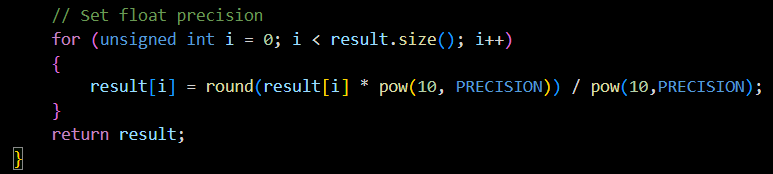 // Set float precision
for (unsigned int i = 0; i < result.size(); i++)
{
result[i] = round(result[i] * pow(10, PRECISION)) / pow(10,PRECISION);
}
return result;
}